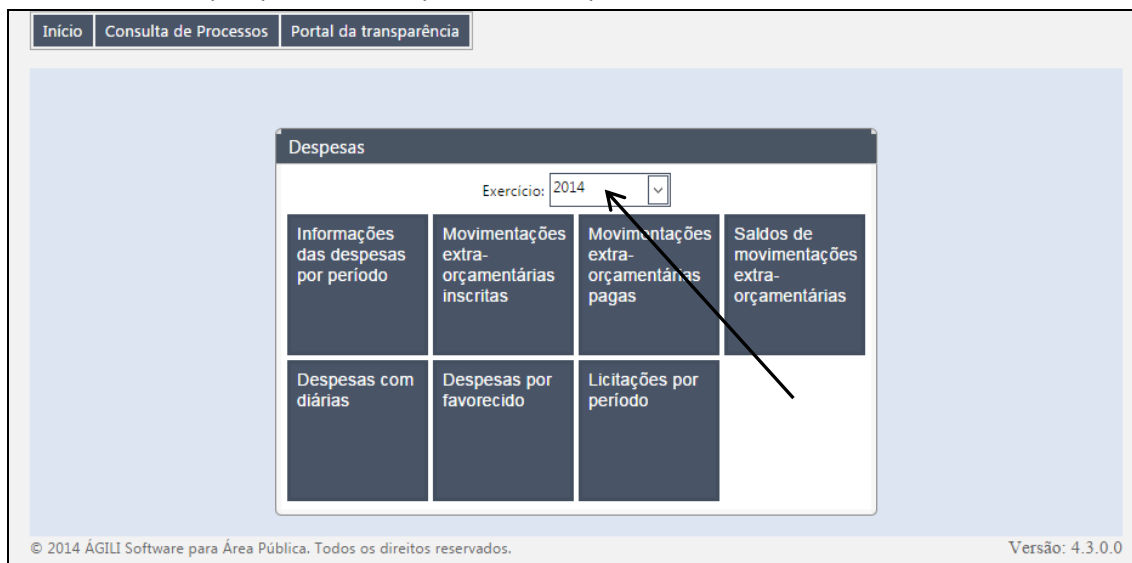 Início Consulta de Processos Portal da transparência
Despesas
Exercício: 2014
Informações
das despesas
por período
Movimentações
extra-
orçamentárias
inscritas
Movimentações
extra-
orçamentárias
pagas
Saldos de
movimentações
extra-
orçamentárias
Despesas com
diárias
Despesas por
favorecido
Licitações por
período
© 2014 ÁGILI Software para Área Pública. Todos os direitos reservados. Versão: 4.3.0.0